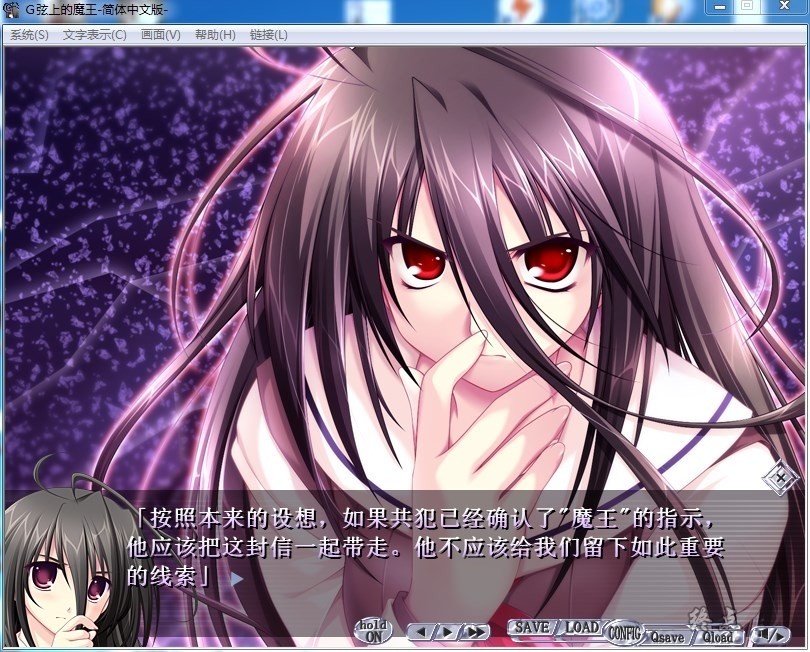 G弦上的魔王-简体中文版-
系统(S) 文字表示(C) 画面(V) 帮助(H) 链接(L)
「按照本来的设想，如果共犯已经确认了"魔王"的指示，
他应该把这封信一起带走。他不应该给我们留下如此重要
的线索」
hold
ON
SAVE LOAD CONFIG Qsave Qload